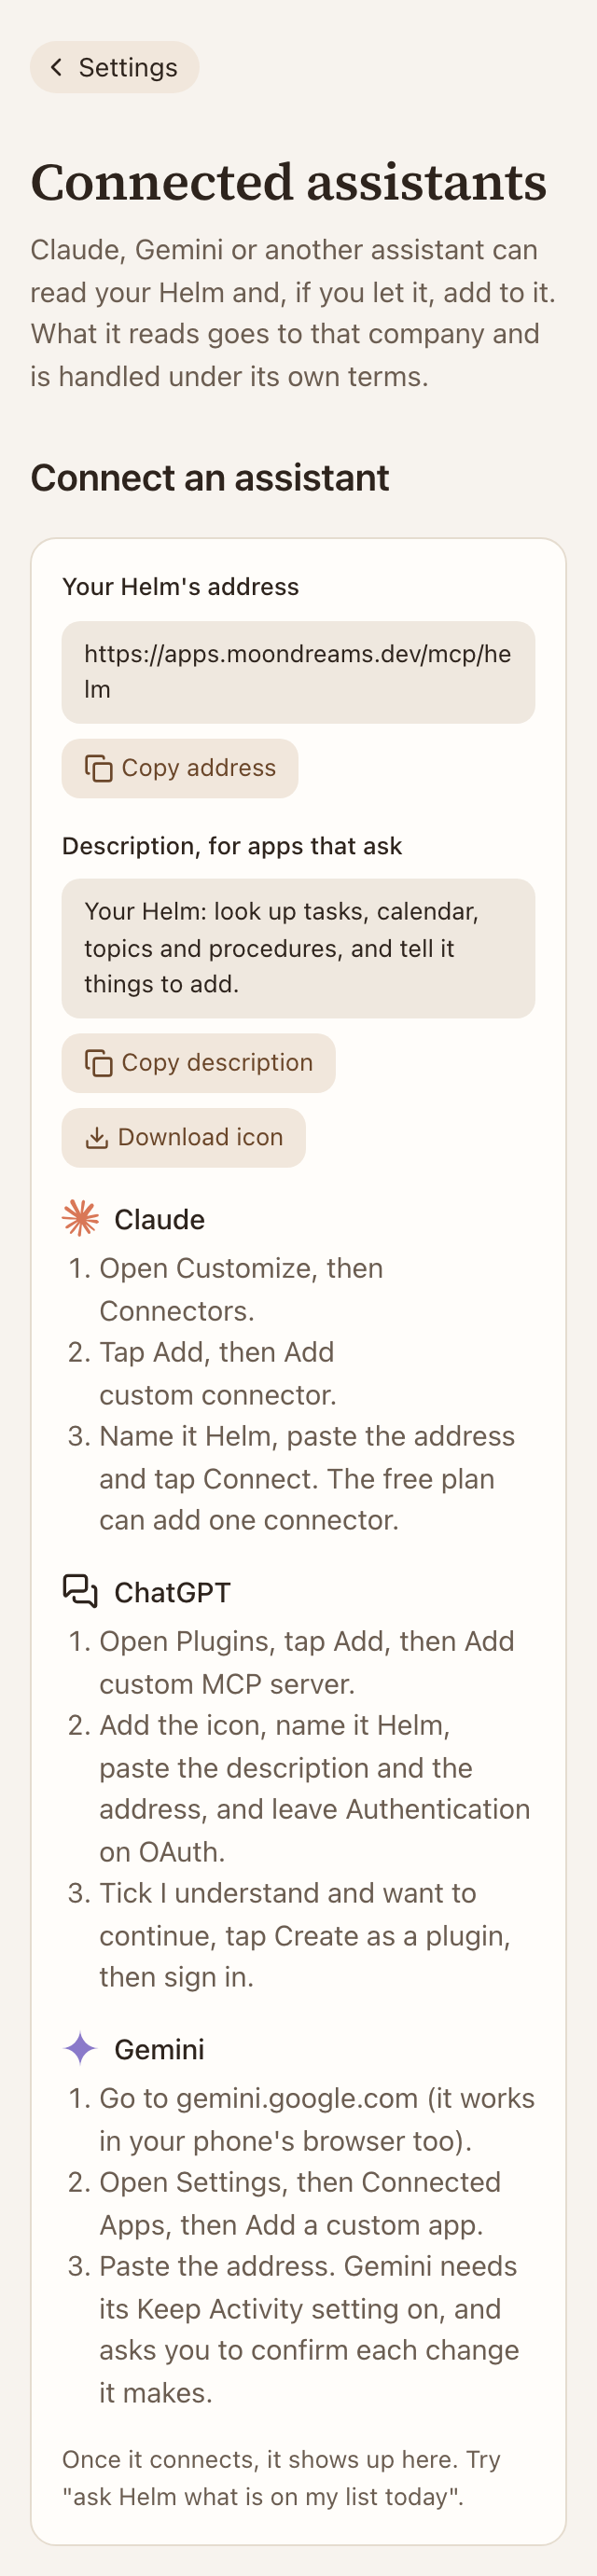 Settings
Connected assistants
Claude, Gemini or another assistant can
read your Helm and, if you let it, add to it.
What it reads goes to that company and
is handled under its own terms.
Connect an assistant
Your Helm's address
https://apps.moondreams.dev/mcp/he
lm
Copy address
Description, for apps that ask
Your Helm: look up tasks, calendar,
topics and procedures, and tell it
things to add.
Copy description
Download icon
Claude
1. Open Customize, then
Connectors.
2. Tap Add, then Add
custom connector.
3. Name it Helm, paste the address
and tap Connect. The free plan
can add one connector.
ChatGPT
1. Open Plugins, tap Add, then Add
custom MCP server.
2. Add the icon, name it Helm,
paste the description and the
address, and leave Authentication
on OAuth.
3. Tick I understand and want to
continue, tap Create as a plugin,
then sign in.
Gemini
1. Go to gemini.google.com (it works
in your phone's browser too).
2. Open Settings, then Connected
Apps, then Add a custom app.
3. Paste the address. Gemini needs
its Keep Activity setting on, and
asks you to confirm each change
it makes.
Once it connects, it shows up here. Try
"ask Helm what is on my list today".